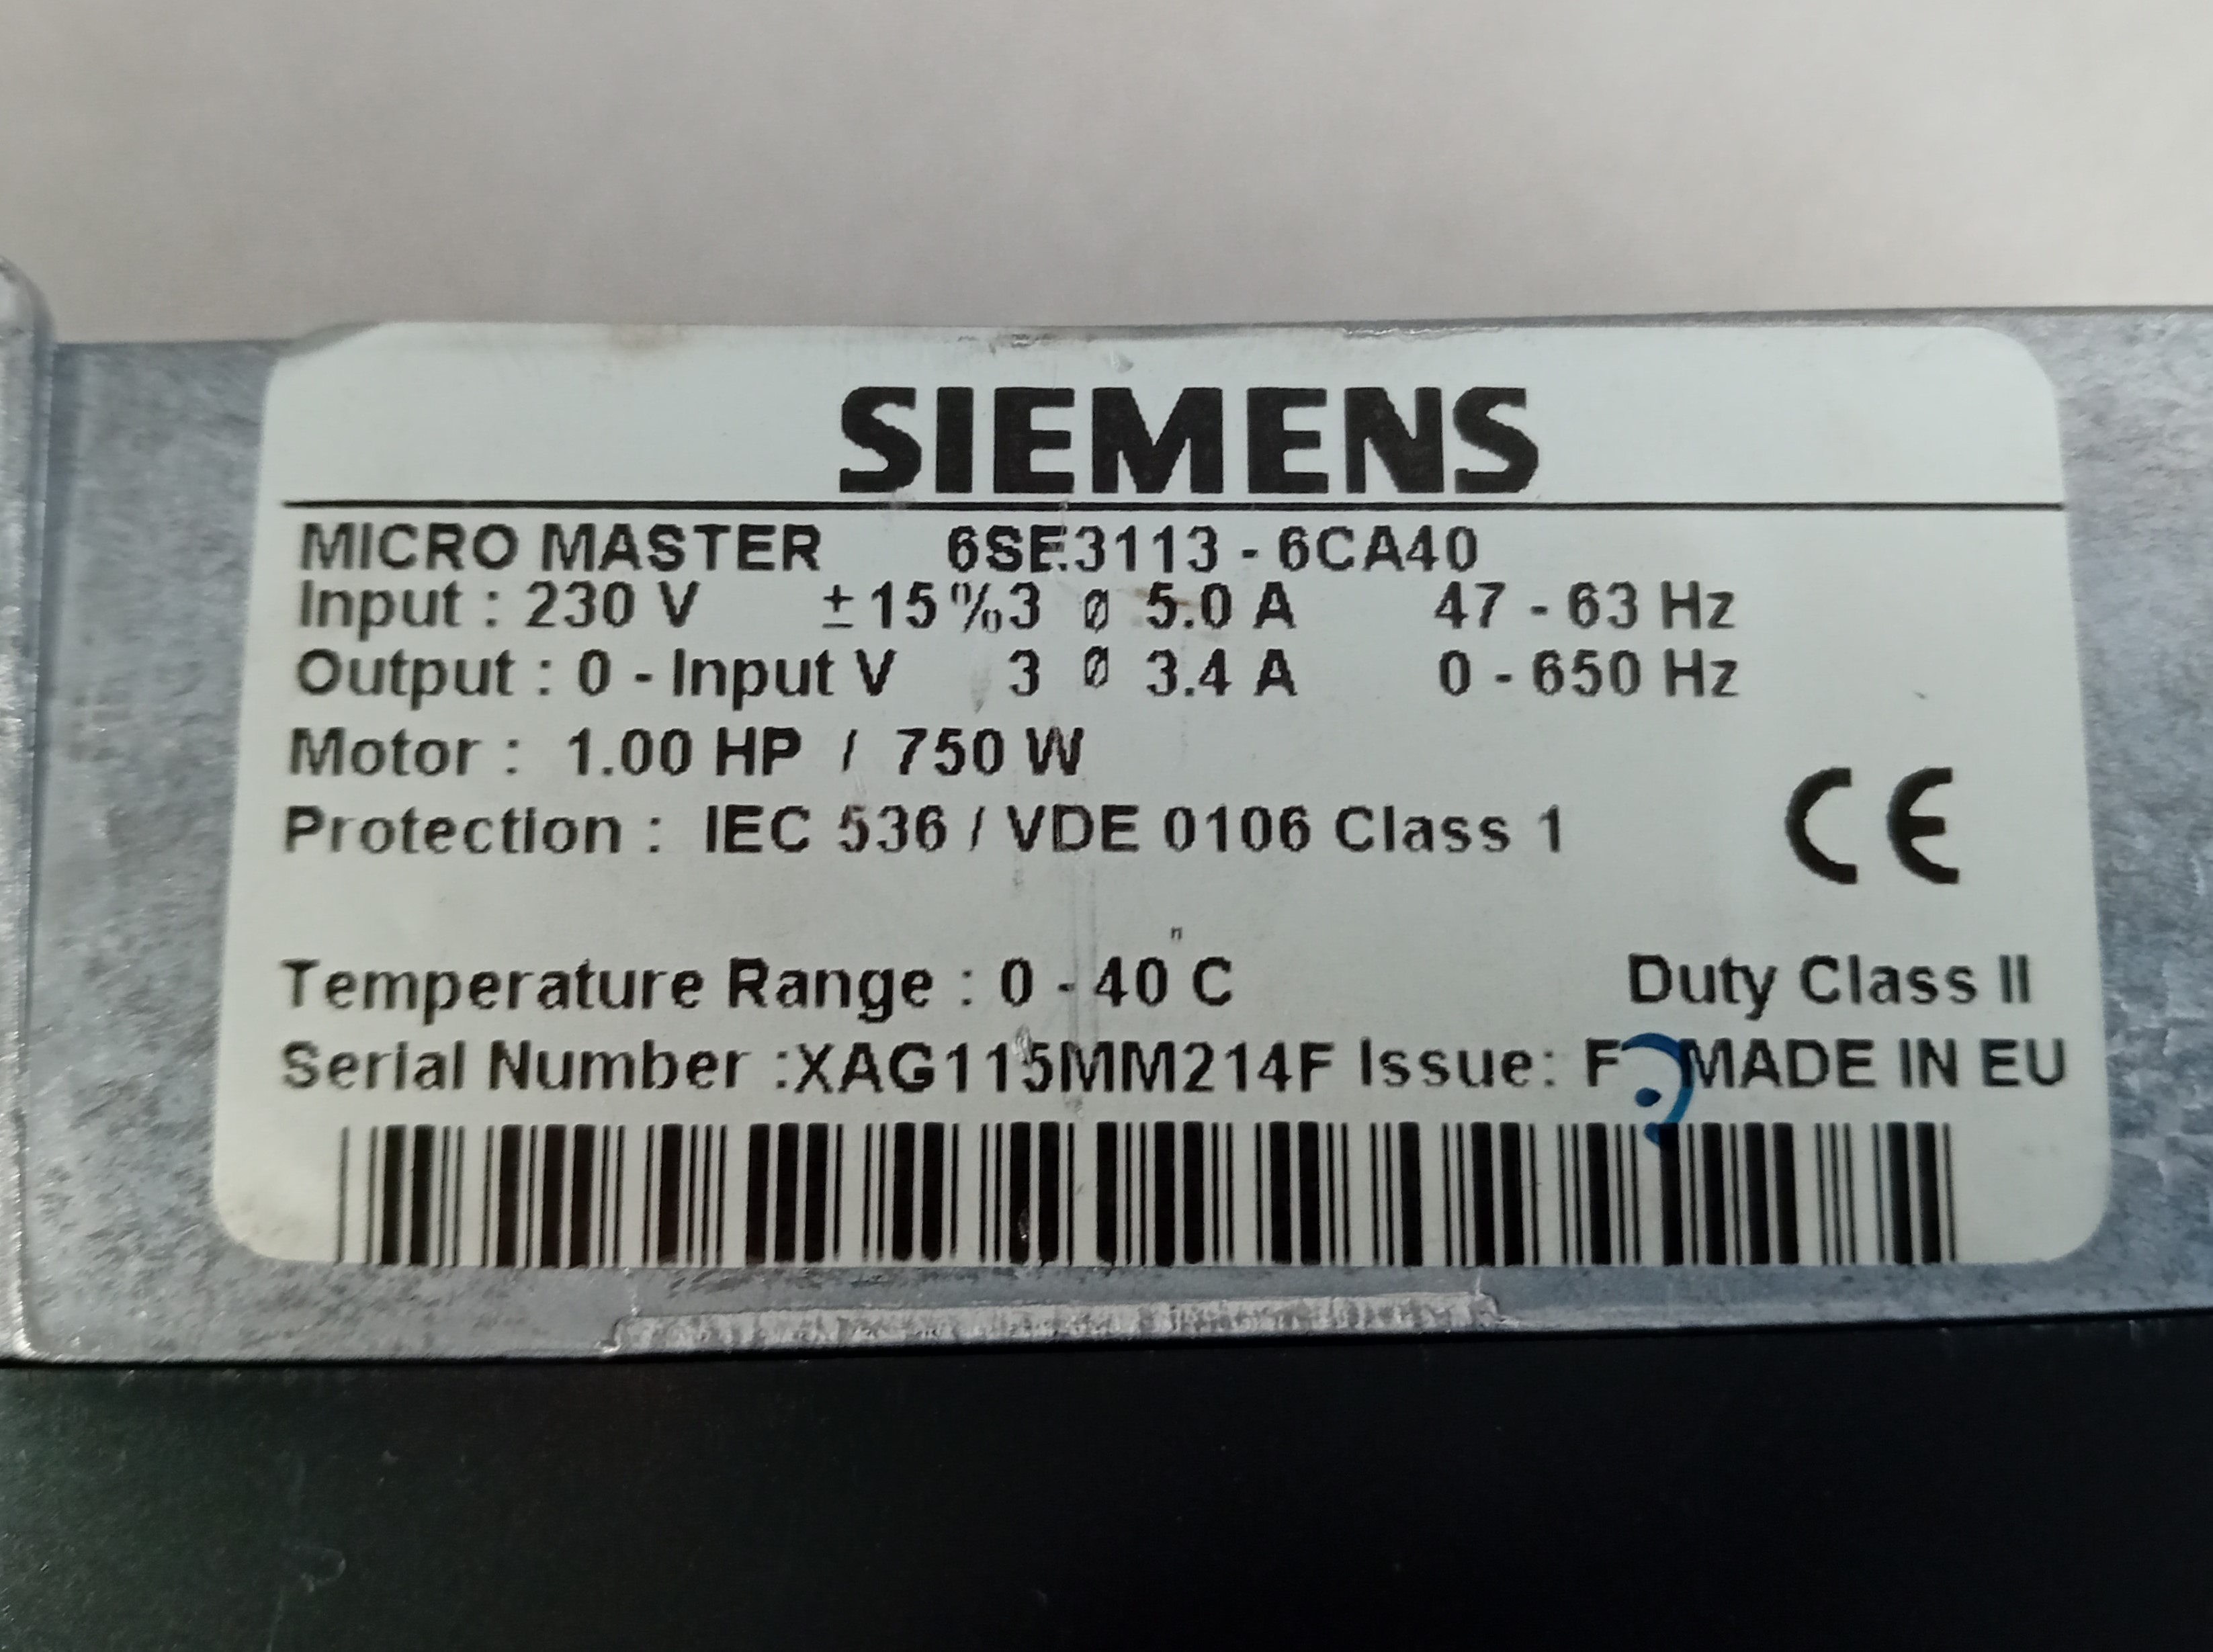 SIEMENS
MICRO MASTER 6SE3113 - 6CA40
Input : 230 V ±15%3 ø 5.0 A 47 - 63 Hz
Output : 0 - Input V 3 ø 3.4 A 0 - 650 Hz
Motor : 1.00 HP / 750 W
Protection : IEC 536 / VDE 0106 Class 1
CE
Temperature Range : 0 - 40°C Duty Class II
Serial Number :XAG115MM214F Issue: F MADE IN EU